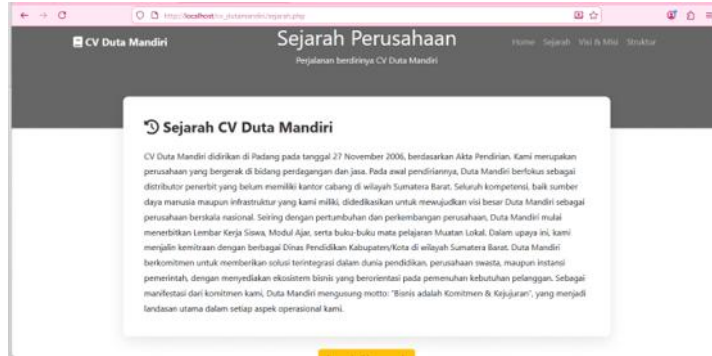 http://localhost/cv_dutamandiri/sejarah.php
CV Duta Mandiri
Sejarah Perusahaan
Home Sejarah Visi & Misi Struktur
Perjalanan berdirinya CV Duta Mandiri
Sejarah CV Duta Mandiri
CV Duta Mandiri didirikan di Padang pada tanggal 27 November 2006, berdasarkan Akta Pendirian. Kami merupakan
perusahaan yang bergerak di bidang perdagangan dan jasa. Pada awal pendiriannya, Duta Mandiri berfokus sebagai
distributor penerbit yang belum memiliki kantor cabang di wilayah Sumatera Barat. Seluruh kompetensi, baik sumber
daya manusia maupun infrastruktur yang kami miliki, didedikasikan untuk mewujudkan visi besar Duta Mandiri sebagai
perusahaan berskala nasional. Seiring dengan pertumbuhan dan perkembangan perusahaan, Duta Mandiri mulai
menerbitkan Lembar Kerja Siswa, Modul Ajar, serta buku-buku mata pelajaran Muatan Lokal. Dalam upaya ini, kami
menjalin kemitraan dengan berbagai Dinas Pendidikan Kabupaten/Kota di wilayah Sumatera Barat. Duta Mandiri
berkomitmen untuk memberikan solusi terintegrasi dalam dunia pendidikan, perusahaan swasta, maupun instansi
pemerintah, dengan menyediakan ekosistem bisnis yang berorientasi pada pemenuhan kebutuhan pelanggan. Sebagai
manifestasi dari komitmen kami, Duta Mandiri mengusung motto: "Bisnis adalah Komitmen & Kejujuran", yang menjadi
landasan utama dalam setiap aspek operasional kami.